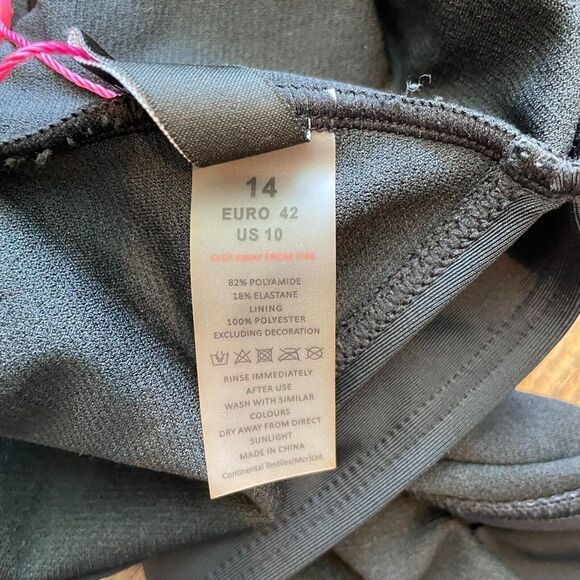 14
EURO 42
US 10
KEEP AWAY FROM FIRE
82% POLYAMIDE
18% ELASTANE
LINING
100% POLYESTER
EXCLUDING DECORATION
RINSE IMMEDIATELY
AFTER USE
WASH WITH SIMILAR
COLOURS
DRY AWAY FROM DIRECT
SUNLIGHT
MADE IN CHINA
Continental Textiles(Mcr)Ltd.